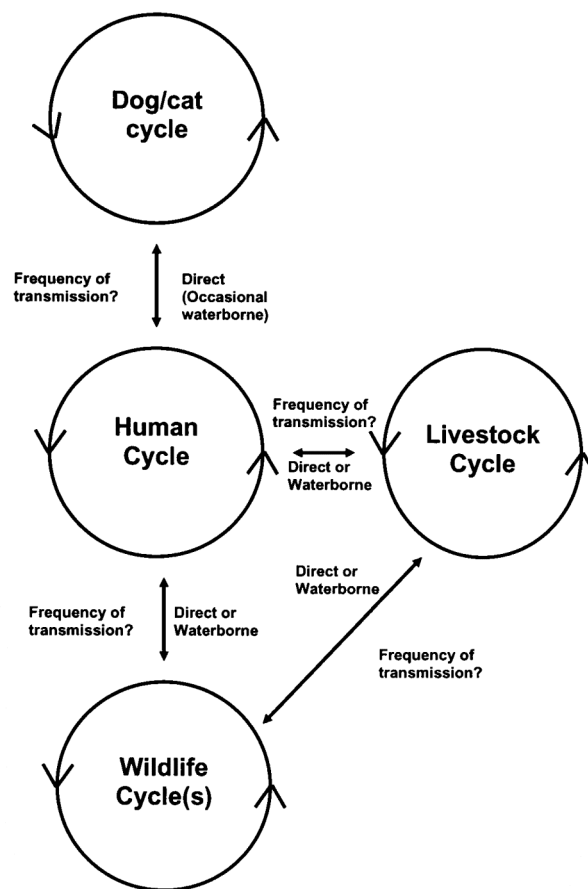 Dog/cat
cycle
Frequency of
transmission?
Direct
(Occasional
waterborne)
Human
Cycle
Frequency of
transmission?
Direct or
Waterborne
Livestock
Cycle
Frequency of
transmission?
Direct or
Waterborne
Direct or
Waterborne
Frequency of
transmission?
Wildlife
Cycle(s)